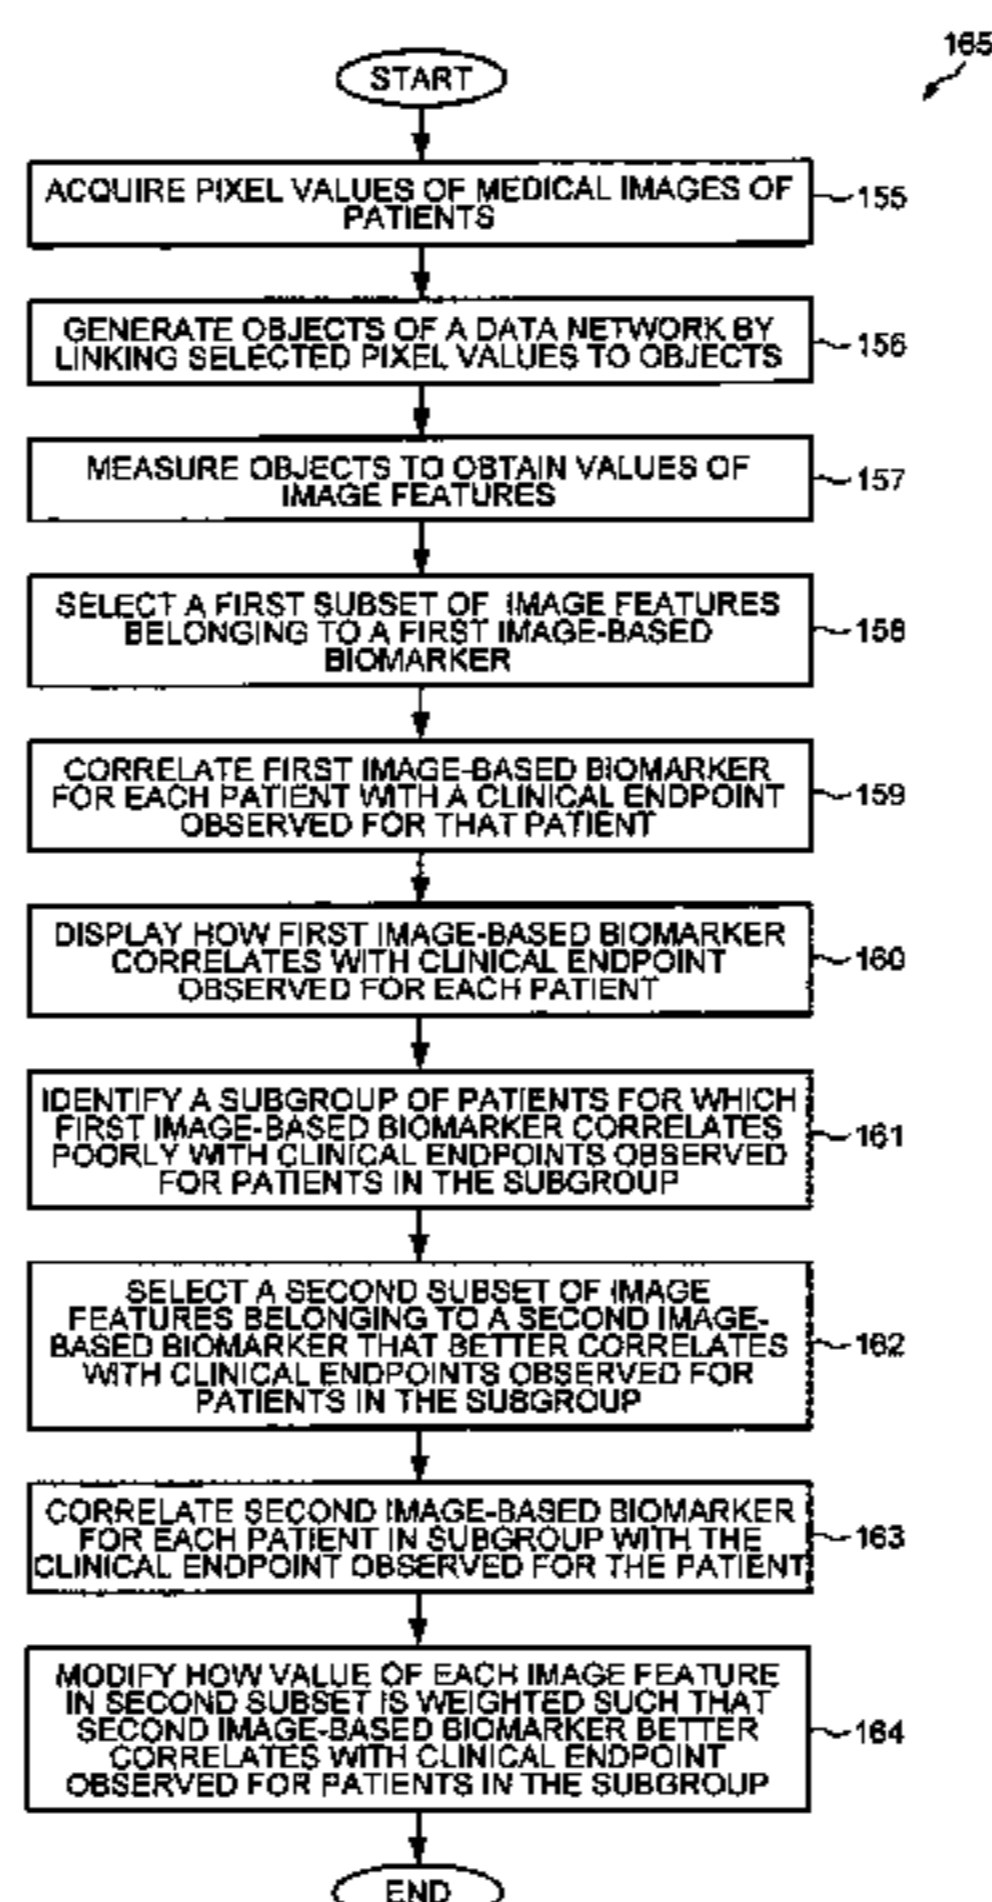 165
START
ACQUIRE PIXEL VALUES OF MEDICAL IMAGES OF
PATIENTS
155
GENERATE OBJECTS OF A DATA NETWORK BY
LINKING SELECTED PIXEL VALUES TO OBJECTS
156
MEASURE OBJECTS TO OBTAIN VALUES OF
IMAGE FEATURES
157
SELECT A FIRST SUBSET OF IMAGE FEATURES
BELONGING TO A FIRST IMAGE-BASED
BIOMARKER
158
CORRELATE FIRST IMAGE-BASED BIOMARKER
FOR EACH PATIENT WITH A CLINICAL ENDPOINT
OBSERVED FOR THAT PATIENT
159
DISPLAY HOW FIRST IMAGE-BASED BIOMARKER
CORRELATES WITH CLINICAL ENDPOINT
OBSERVED FOR EACH PATIENT
160
IDENTIFY A SUBGROUP OF PATIENTS FOR WHICH
FIRST IMAGE-BASED BIOMARKER CORRELATES
POORLY WITH CLINICAL ENDPOINTS OBSERVED
FOR PATIENTS IN THE SUBGROUP
161
SELECT A SECOND SUBSET OF IMAGE
FEATURES BELONGING TO A SECOND IMAGE-
BASED BIOMARKER THAT BETTER CORRELATES
WITH CLINICAL ENDPOINTS OBSERVED FOR
PATIENTS IN THE SUBGROUP
162
CORRELATE SECOND IMAGE-BASED BIOMARKER
FOR EACH PATIENT IN SUBGROUP WITH THE
CLINICAL ENDPOINT OBSERVED FOR THE PATIENT
163
MODIFY HOW VALUE OF EACH IMAGE FEATURE
IN SECOND SUBSET IS WEIGHTED SUCH THAT
SECOND IMAGE-BASED BIOMARKER BETTER
CORRELATES WITH CLINICAL ENDPOINT
OBSERVED FOR PATIENTS IN THE SUBGROUP
164
END